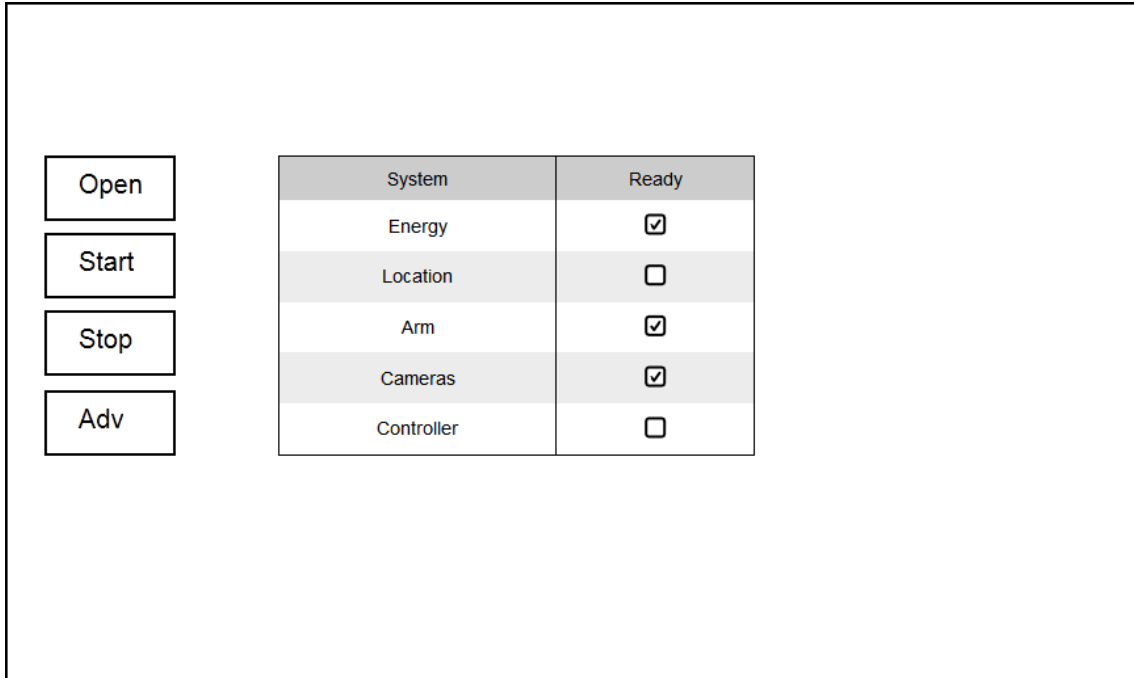 Open
Start
Stop
Adv
System Ready
Energy
Location
Arm
Cameras
Controller